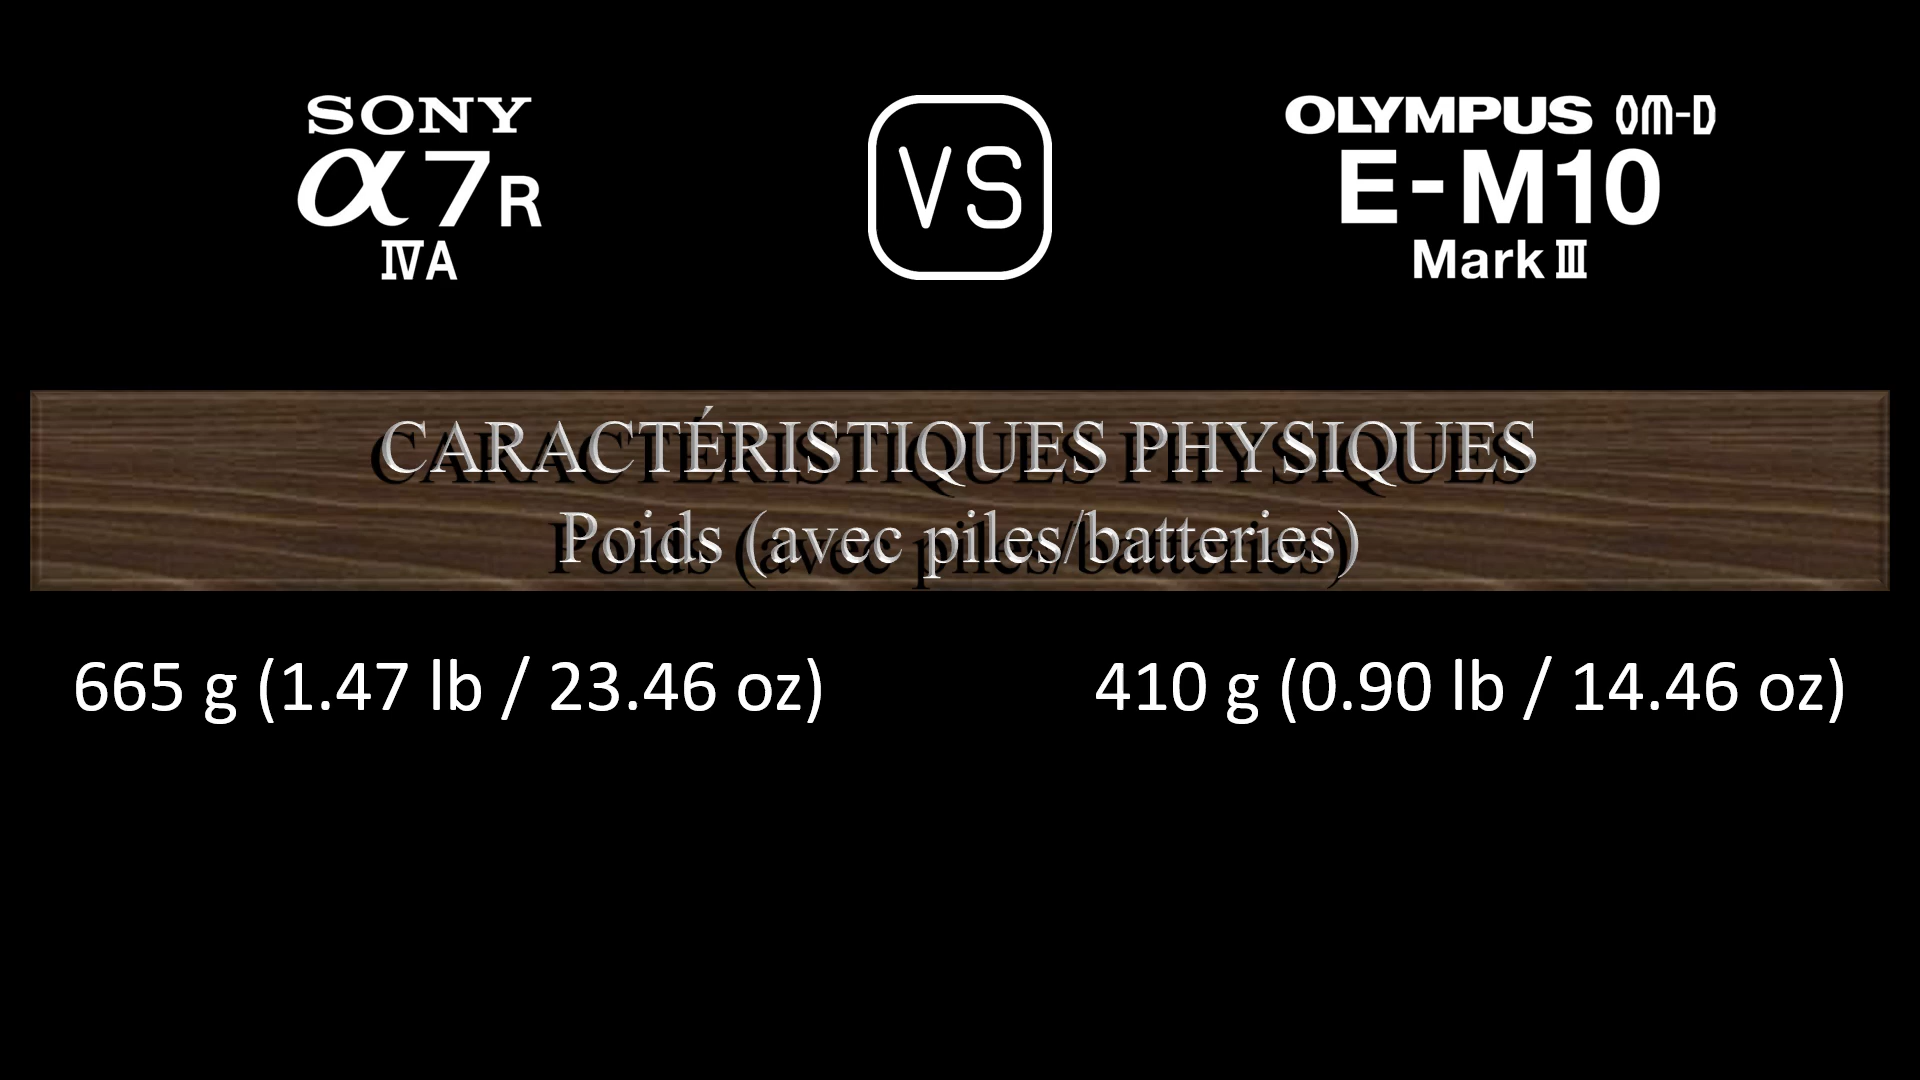 SONY
α7R
IVA
VS
OLYMPUS OM-D
E-M10
Mark III
CARACTÉRISTIQUES PHYSIQUES
Poids (avec piles/batteries)
665 g (1.47 lb / 23.46 oz)
410 g (0.90 lb / 14.46 oz)